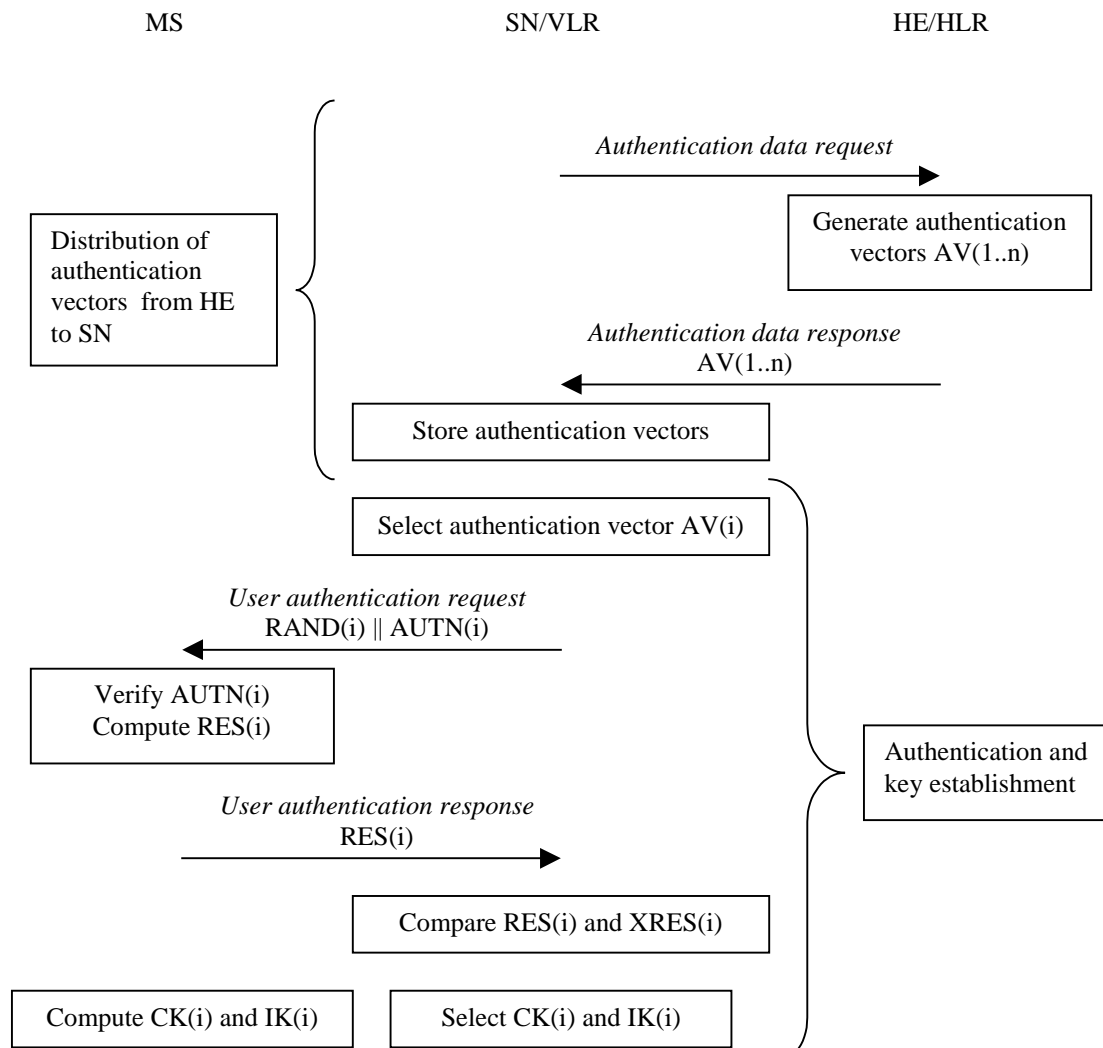 MS
SN/VLR
HE/HLR
Authentication data request
Generate authentication
vectors AV(1..n)
Distribution of
authentication
vectors from HE
to SN
Authentication data response
AV(1..n)
Store authentication vectors
Select authentication vector AV(i)
User authentication request
RAND(i) || AUTN(i)
Verify AUTN(i)
Compute RES(i)
Authentication and
key establishment
User authentication response
RES(i)
Compare RES(i) and XRES(i)
Compute CK(i) and IK(i)
Select CK(i) and IK(i)